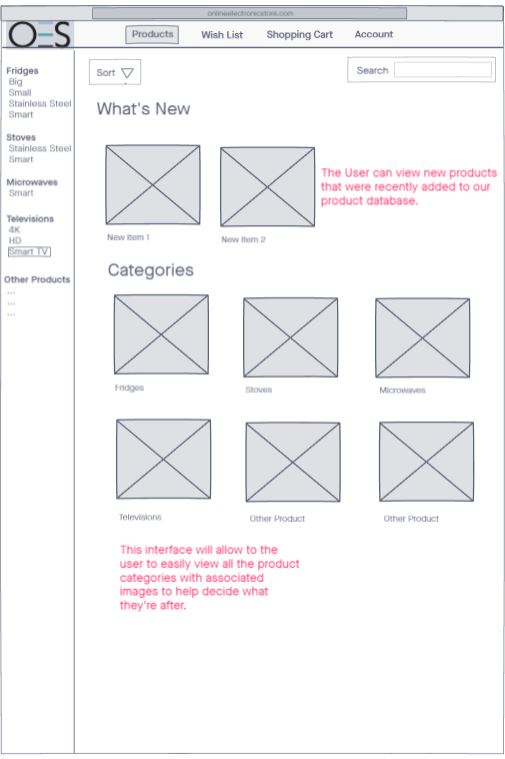 onlineelectronicstore.com
OES
Products Wish List Shopping Cart Account
Sort
Search
Fridges
Big
Small
Stainless Steel
Smart
Stoves
Stainless Steel
Smart
Microwaves
Smart
Televisions
4K
HD
Smart TV
Other Products
...
...
...
What's New
The User can view new products
that were recently added to our
product database.
New Item 1
New Item 2
Categories
Fridges
Stoves
Microwaves
Televisions
Other Product
Other Product
This interface will allow to the
user to easily view all the product
categories with associated
images to help decide what
they're after.